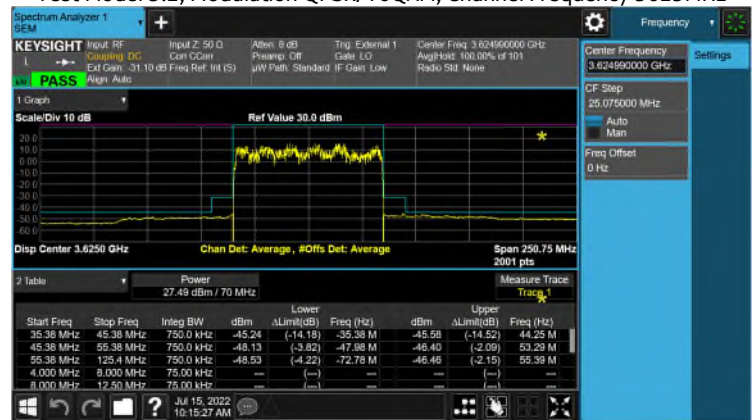 Spectrum Analyzer 1
SEM
+
Frequency
KEYSIGHT
Input: RF
Coupling: DC
Ext Gain: -31.10 dB
Align: Auto
Input Z: 50 Ω
Corr CCorr
Freq Ref: Int (S)
Atten: 8 dB
Preamp: Off
µW Path: Standard
Trig: External 1
Gate: LO
IF Gain: Low
Center Freq: 3.624990000 GHz
Avg|Hold: 100.00% of 101
Radio Std: None
L
PASS
Center Frequency
3.624990000 GHz
Settings
CF Step
25.075000 MHz
Auto
Man
Freq Offset
0 Hz
1 Graph
Scale/Div 10 dB
Ref Value 30.0 dBm
20.0
10.0
0.00
-10.0
-20.0
-30.0
-40.0
-50.0
-60.0
Disp Center 3.6250 GHz
Chan Det: Average, #Offs Det: Average
Span 250.75 MHz
2001 pts
2 Table
Power
27.49 dBm / 70 MHz
Measure Trace
Trace 1
Lower Upper
Start Freq Stop Freq Integ BW dBm ΔLimit(dB) Freq (Hz) dBm ΔLimit(dB) Freq (Hz)
35.38 MHz 45.38 MHz 750.0 kHz -45.24 (-14.18) -35.38 M -45.58 (-14.52) 44.25 M
45.38 MHz 55.38 MHz 750.0 kHz -48.13 (-3.82) -47.98 M -46.40 (-2.09) 53.29 M
55.38 MHz 125.4 MHz 750.0 kHz -48.53 (-4.22) -72.78 M -46.46 (-2.15) 55.39 M
4.000 MHz 8.000 MHz 75.00 kHz --- (---) --- (---)
8.000 MHz 12.50 MHz 75.00 kHz --- (---) --- (---)
?
Jul 15, 2022
10:15:27 AM